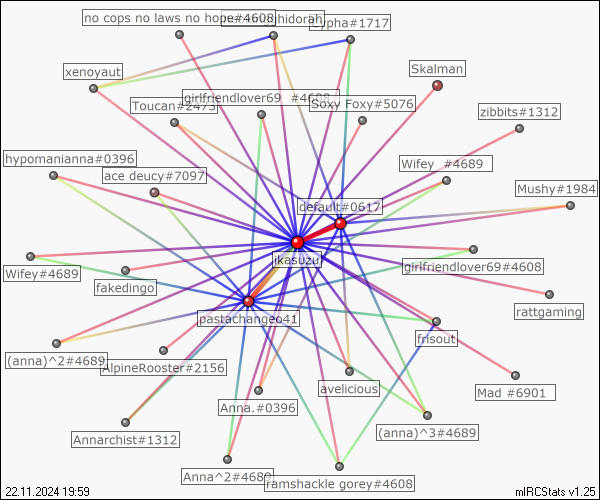 no cops no laws no hope#4608
hidorah
cypha#1717
xenoyaut
Skalman
girlfriendlover69 #4608
Toucan#2473
Soxy Foxy#5076
zibbits#1312
hypomanianna#0396
ace deucy#7097
Wifey #4689
Mushy#1984
default#0617
ikasuzu
Wifey#4689
girlfriendlover69#4608
fakedingo
rattgaming
pastachange641
frisout
(anna)^2#4689
AlpineRooster#2156
avelicious
Mad #6901
Anna.#0396
Annarchist#1312
(anna)^3#4689
Anna^2#4689
ramshackle gorey#4608
22.11.2024 19:59
mIRCStats v1.25